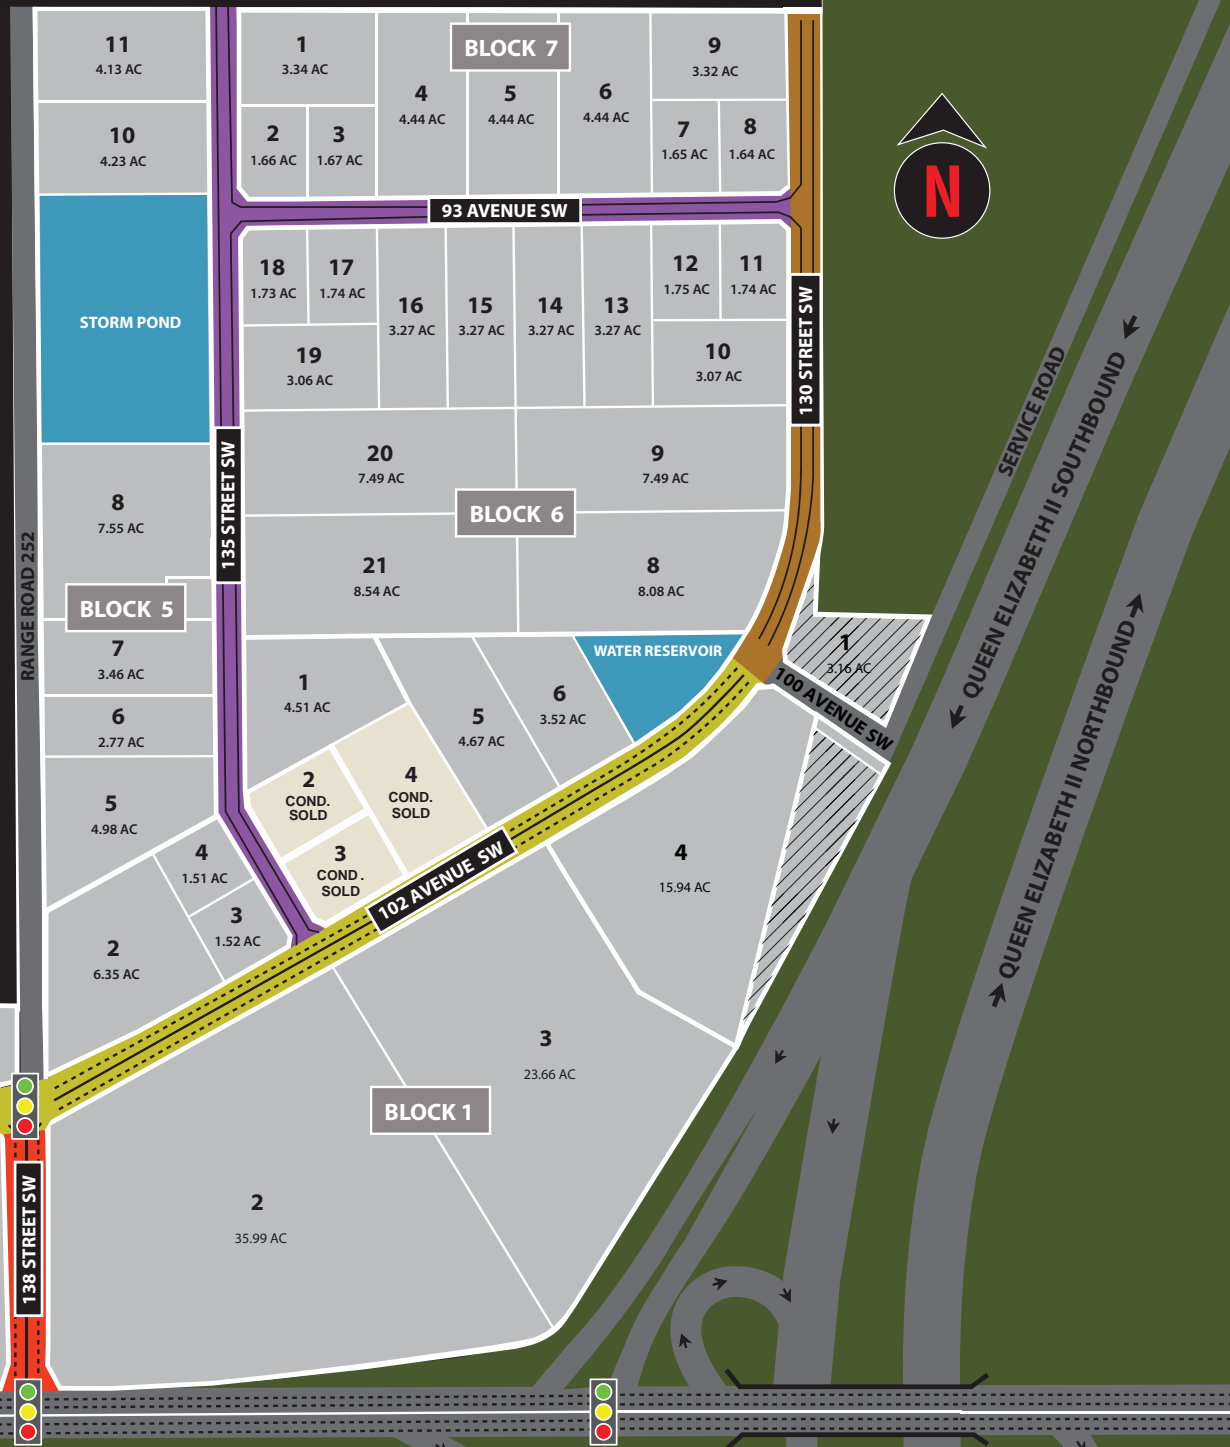 11
4.13 AC
10
4.23 AC
STORM POND
8
7.55 AC
BLOCK 5
7
3.46 AC
6
2.77 AC
5
4.98 AC
4
1.51 AC
3
1.52 AC
2
6.35 AC
RANGE ROAD 252
135 STREET SW
BLOCK 7
1
3.34 AC
2
1.66 AC
3
1.67 AC
4
4.44 AC
5
4.44 AC
6
4.44 AC
9
3.32 AC
7
1.65 AC
8
1.64 AC
93 AVENUE SW
18
1.73 AC
17
1.74 AC
16
3.27 AC
15
3.27 AC
14
3.27 AC
13
3.27 AC
12
1.75 AC
11
1.74 AC
19
3.06 AC
10
3.07 AC
20
7.49 AC
9
7.49 AC
BLOCK 6
21
8.54 AC
8
8.08 AC
130 STREET SW
1
4.51 AC
5
4.67 AC
6
3.52 AC
WATER RESERVOIR
2
COND.
SOLD
4
COND.
SOLD
3
COND.
SOLD
102 AVENUE SW
1
3.16 AC
100 AVENUE SW
4
15.94 AC
3
23.66 AC
BLOCK 1
2
35.99 AC
138 STREET SW
N
SERVICE ROAD
QUEEN ELIZABETH II SOUTHBOUND
QUEEN ELIZABETH II NORTHBOUND